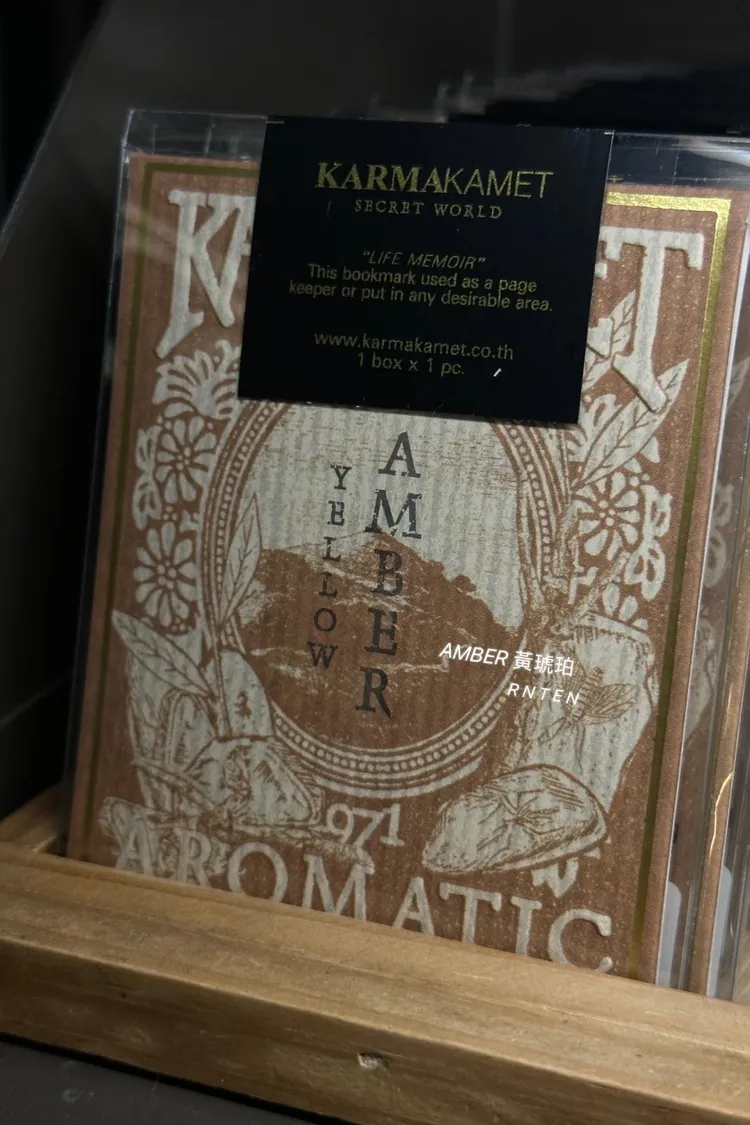 KARMAKAMET
SECRET WORLD
"LIFE MEMOIR"
This bookmark used as a page
keeper or put in any desirable area.
www.karmakamet.co.th
1 box x 1 pc.
YELLOW
AMBER
AMBER 黃琥珀
RNTEN
971
AROMATIC